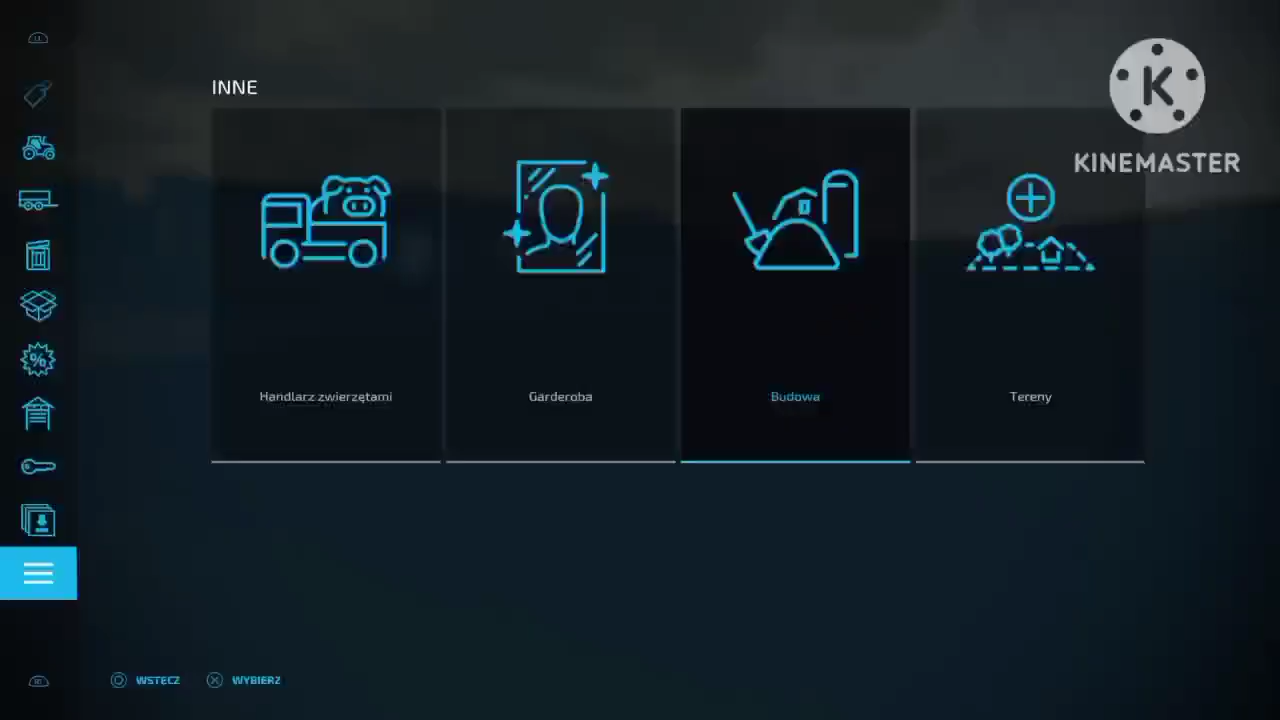 INNE
K
KINEMASTER
Handlarz zwierzętami
Garderoba
Budowa
Tereny
WSTECZ
WYBIERZ